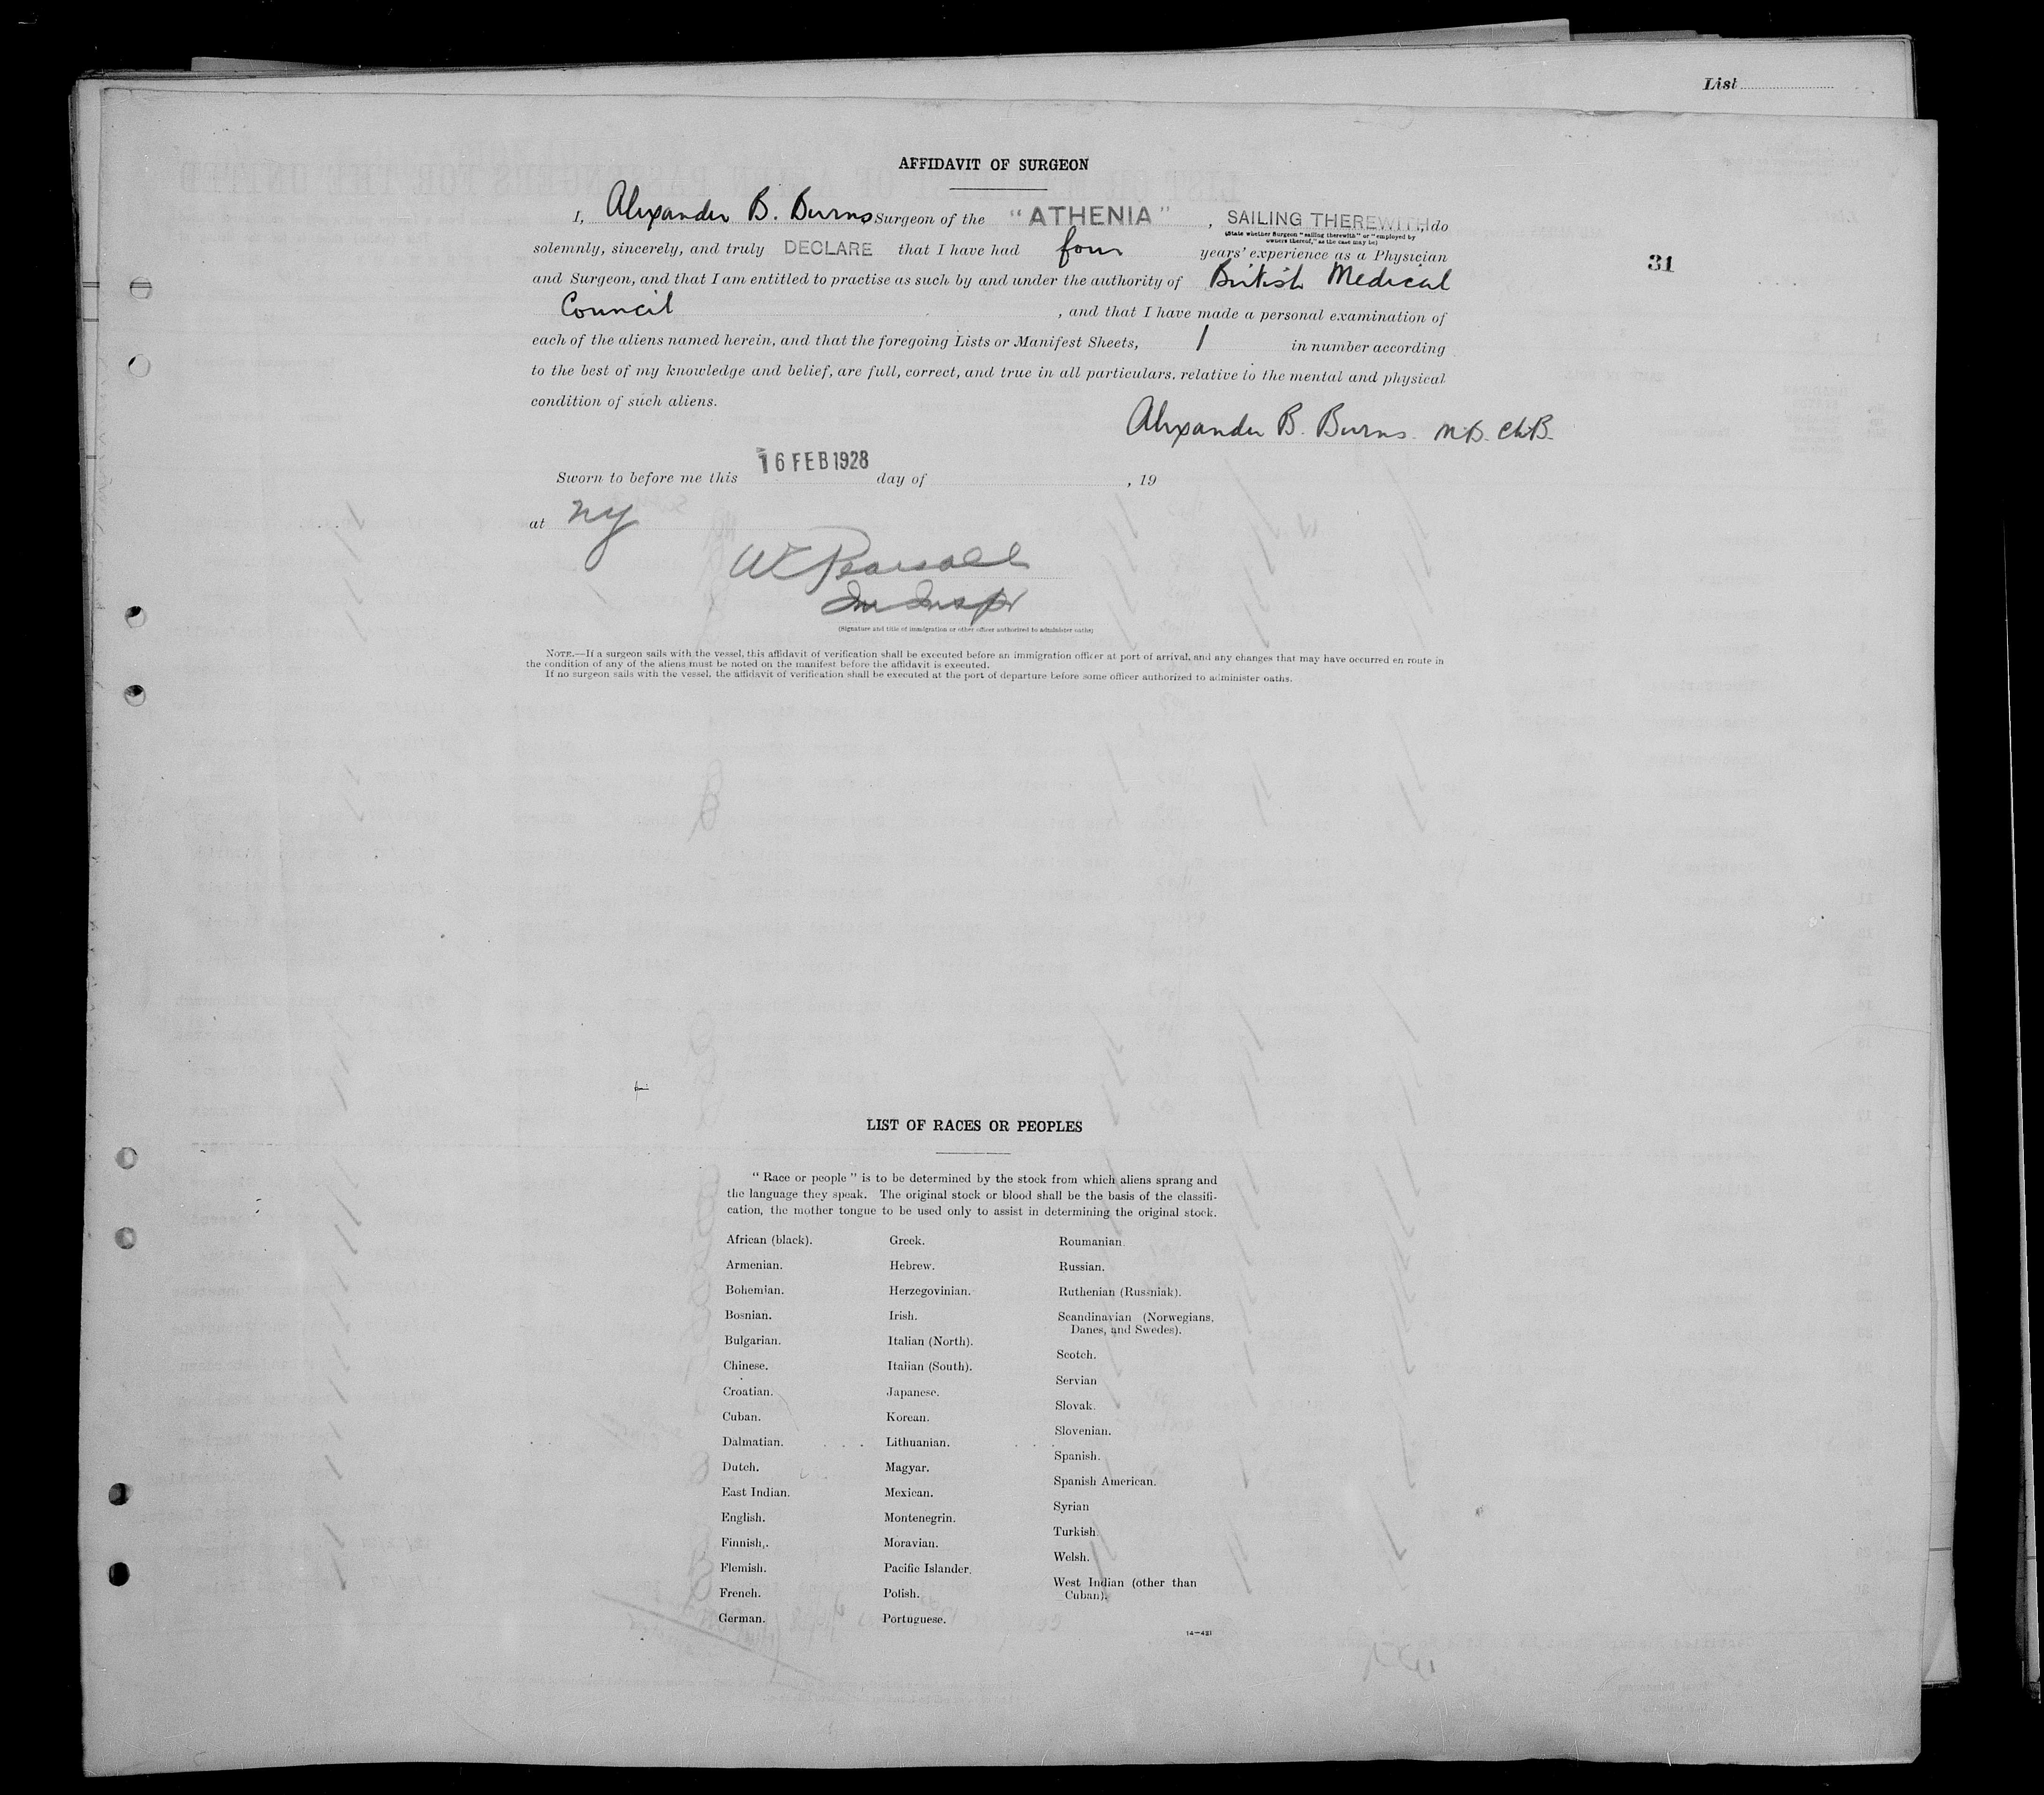 List
AFFIDAVIT OF SURGEON
I, Alexander B. Burns Surgeon of the "ATHENIA", SAILING THEREWITH, do
(State whether Surgeon "sailing therewith" or "employed by
owners thereof," as the case may be)
solemnly, sincerely, and truly DECLARE that I have had four years' experience as a Physician
31
and Surgeon, and that I am entitled to practise as such by and under the authority of British Medical
Council, and that I have made a personal examination of
each of the aliens named herein, and that the foregoing Lists or Manifest Sheets, 1 in number according
to the best of my knowledge and belief, are full, correct, and true in all particulars. relative to the mental and physical
condition of such aliens.
Alexander B. Burns. M.B. Ch.B.
Sworn to before me this 16 FEB 1928 day of , 19
at NY
W Pearsall
Im Inspr
(Signature and title of immigration or other officer authorized to administer oaths)
NOTE.—If a surgeon sails with the vessel, this affidavit of verification shall be executed before an immigration officer at port of arrival, and any changes that may have occurred en route in
the condition of any of the aliens must be noted on the manifest before the affidavit is executed.
If no surgeon sails with the vessel, the affidavit of verification shall be executed at the port of departure before some officer authorized to administer oaths.
LIST OF RACES OR PEOPLES
"Race or people" is to be determined by the stock from which aliens sprang and
the language they speak. The original stock or blood shall be the basis of the classifi-
cation, the mother tongue to be used only to assist in determining the original stock.
African (black).
Armenian.
Bohemian.
Bosnian.
Bulgarian.
Chinese.
Croatian.
Cuban.
Dalmatian.
Dutch.
East Indian.
English.
Finnish.
Flemish.
French.
German.
Greek.
Hebrew.
Herzegovinian.
Irish.
Italian (North).
Italian (South).
Japanese.
Korean.
Lithuanian.
Magyar.
Mexican.
Montenegrin.
Moravian.
Pacific Islander.
Polish.
Portuguese.
Roumanian.
Russian.
Ruthenian (Russniak).
Scandinavian (Norwegians,
Danes, and Swedes).
Scotch.
Servian
Slovak.
Slovenian.
Spanish.
Spanish American.
Syrian
Turkish.
Welsh.
West Indian (other than
Cuban).
14—421